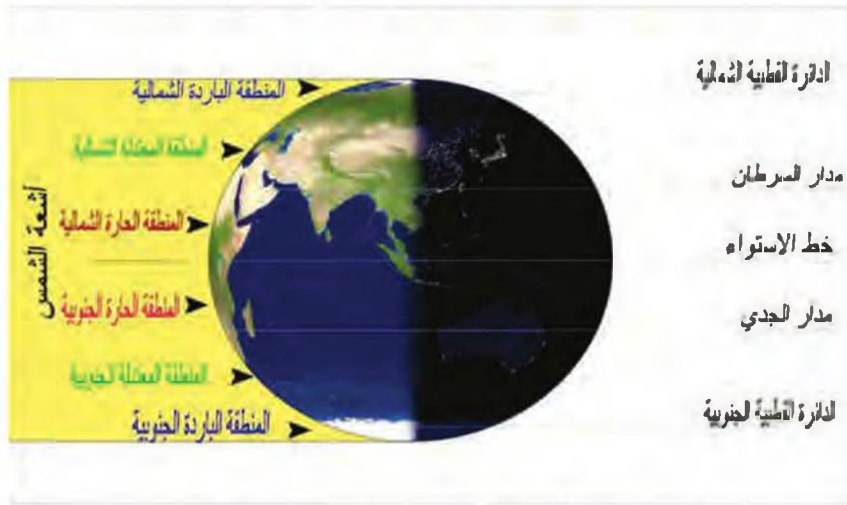 الدائرة القطبية الشمالية
المنطقة الباردة الشمالية
المنطقة المعتدلة الشمالية
مدار السرطان
المنطقة الحارة الشمالية
خط الاستواء
أشعة الشمس
المنطقة الحارة الجنوبية
مدار الجدي
المنطقة المعتدلة الجنوبية
الدائرة القطبية الجنوبية
المنطقة الباردة الجنوبية